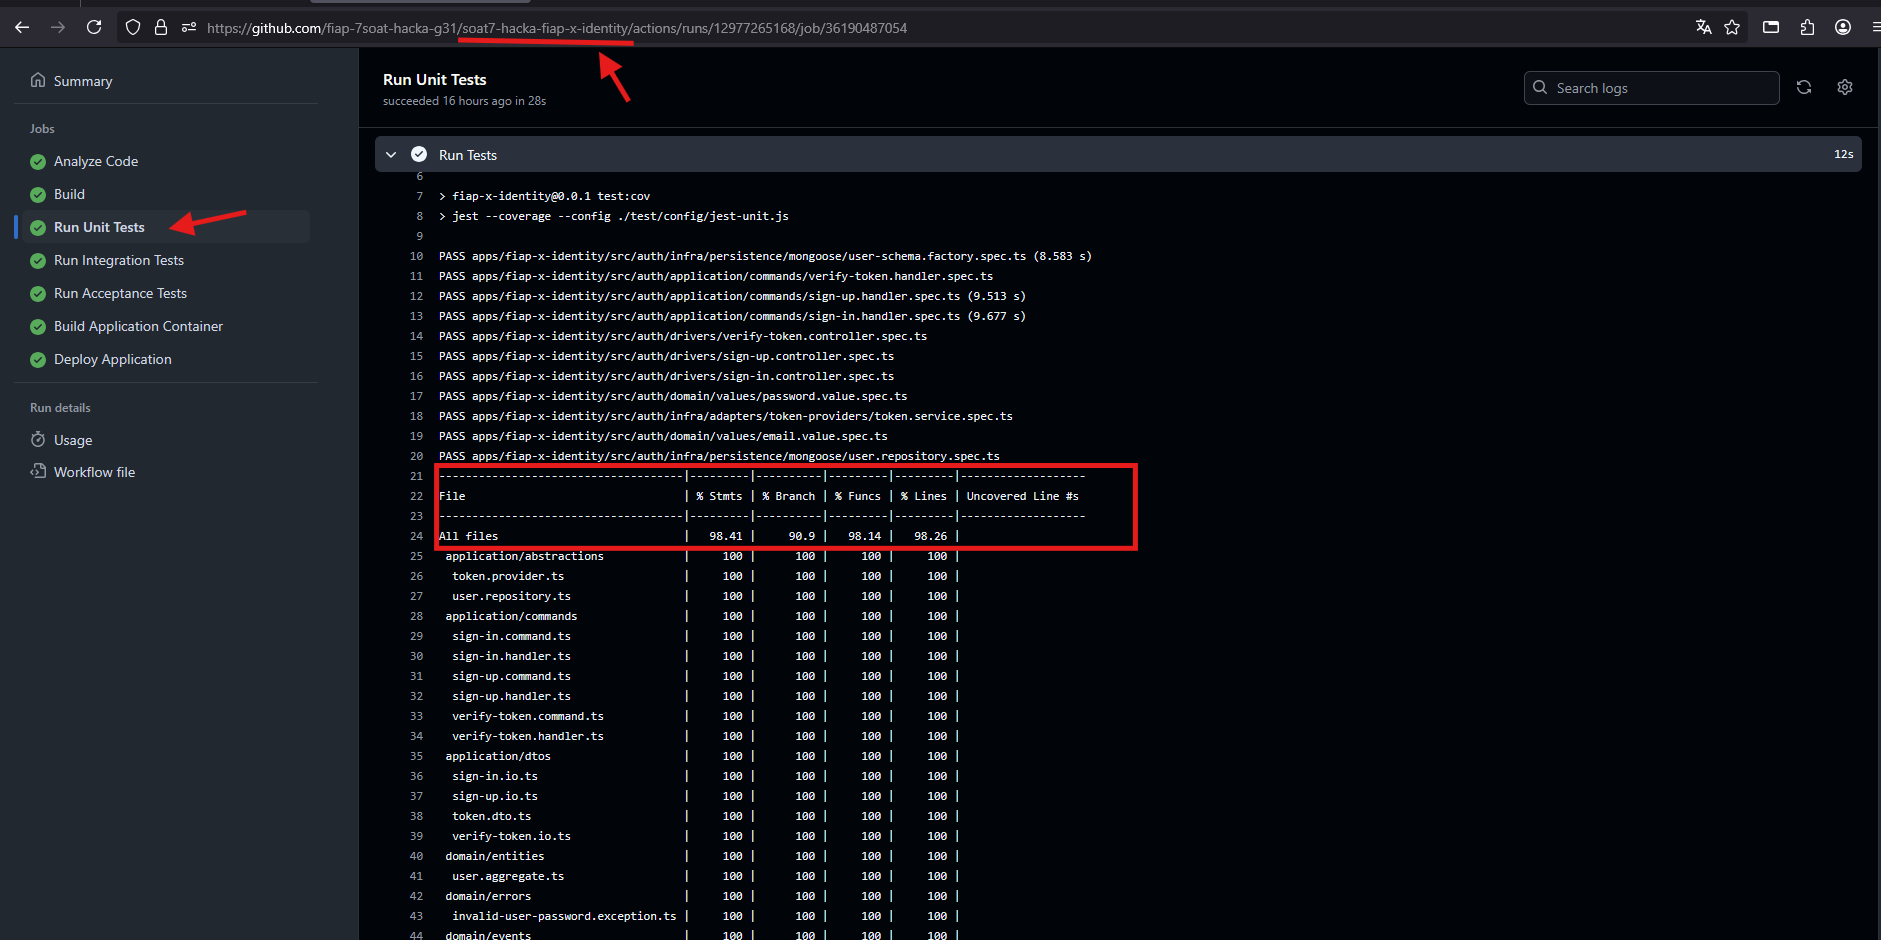 https://github.com/fiap-7soat-hacka-g31/soat7-hacka-fiap-x-identity/actions/runs/12977265168/job/36190487054
Summary
Jobs
Analyze Code
Build
Run Unit Tests
Run Integration Tests
Run Acceptance Tests
Build Application Container
Deploy Application
Run details
Usage
Workflow file
Run Unit Tests
succeeded 16 hours ago in 28s
Search logs
Run Tests
12s
6
7 > fiap-x-identity@0.0.1 test:cov
8 > jest --coverage --config ./test/config/jest-unit.js
9
10 PASS apps/fiap-x-identity/src/auth/infra/persistence/mongoose/user-schema.factory.spec.ts (8.583 s)
11 PASS apps/fiap-x-identity/src/auth/application/commands/verify-token.handler.spec.ts
12 PASS apps/fiap-x-identity/src/auth/application/commands/sign-up.handler.spec.ts (9.513 s)
13 PASS apps/fiap-x-identity/src/auth/application/commands/sign-in.handler.spec.ts (9.677 s)
14 PASS apps/fiap-x-identity/src/auth/drivers/verify-token.controller.spec.ts
15 PASS apps/fiap-x-identity/src/auth/drivers/sign-up.controller.spec.ts
16 PASS apps/fiap-x-identity/src/auth/drivers/sign-in.controller.spec.ts
17 PASS apps/fiap-x-identity/src/auth/domain/values/password.value.spec.ts
18 PASS apps/fiap-x-identity/src/auth/infra/adapters/token-providers/token.service.spec.ts
19 PASS apps/fiap-x-identity/src/auth/domain/values/email.value.spec.ts
20 PASS apps/fiap-x-identity/src/auth/infra/persistence/mongoose/user.repository.spec.ts
21 -------------------------------------|---------|----------|---------|---------|-------------------
22 File | % Stmts | % Branch | % Funcs | % Lines | Uncovered Line #s
23 -------------------------------------|---------|----------|---------|---------|-------------------
24 All files | 98.41 | 90.9 | 98.14 | 98.26 |
25 application/abstractions | 100 | 100 | 100 | 100 |
26 token.provider.ts | 100 | 100 | 100 | 100 |
27 user.repository.ts | 100 | 100 | 100 | 100 |
28 application/commands | 100 | 100 | 100 | 100 |
29 sign-in.command.ts | 100 | 100 | 100 | 100 |
30 sign-in.handler.ts | 100 | 100 | 100 | 100 |
31 sign-up.command.ts | 100 | 100 | 100 | 100 |
32 sign-up.handler.ts | 100 | 100 | 100 | 100 |
33 verify-token.command.ts | 100 | 100 | 100 | 100 |
34 verify-token.handler.ts | 100 | 100 | 100 | 100 |
35 application/dtos | 100 | 100 | 100 | 100 |
36 sign-in.io.ts | 100 | 100 | 100 | 100 |
37 sign-up.io.ts | 100 | 100 | 100 | 100 |
38 token.dto.ts | 100 | 100 | 100 | 100 |
39 verify-token.io.ts | 100 | 100 | 100 | 100 |
40 domain/entities | 100 | 100 | 100 | 100 |
41 user.aggregate.ts | 100 | 100 | 100 | 100 |
42 domain/errors | 100 | 100 | 100 | 100 |
43 invalid-user-password.exception.ts | 100 | 100 | 100 | 100 |
44 domain/events | 100 | 100 | 100 | 100 |